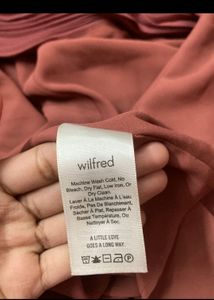 wilfred
Machine Wash Cold, No
Bleach, Dry Flat, Low Iron, Or
Dry Clean.
Laver À La Machine À L'eau
Froide, Pas De Blanchiment,
Sécher À Plat, Repasser À
Basse Température, Ou
Nettoyer À Sec.
A LITTLE LOVE
GOES A LONG WAY.